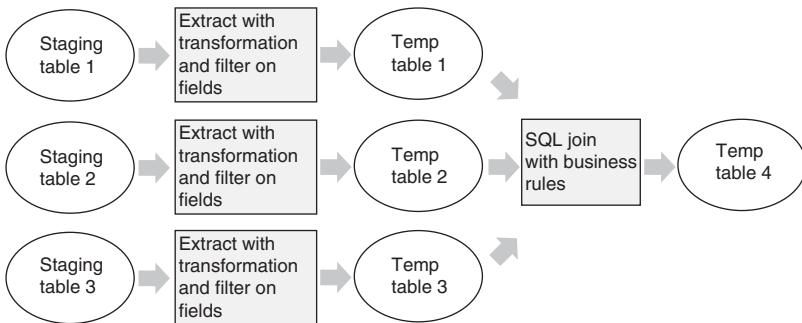 Staging
table 1
Extract with
transformation
and filter on
fields
Temp
table 1
Staging
table 2
Extract with
transformation
and filter on
fields
Temp
table 2
SQL join
with business
rules
Temp
table 4
Staging
table 3
Extract with
transformation
and filter on
fields
Temp
table 3